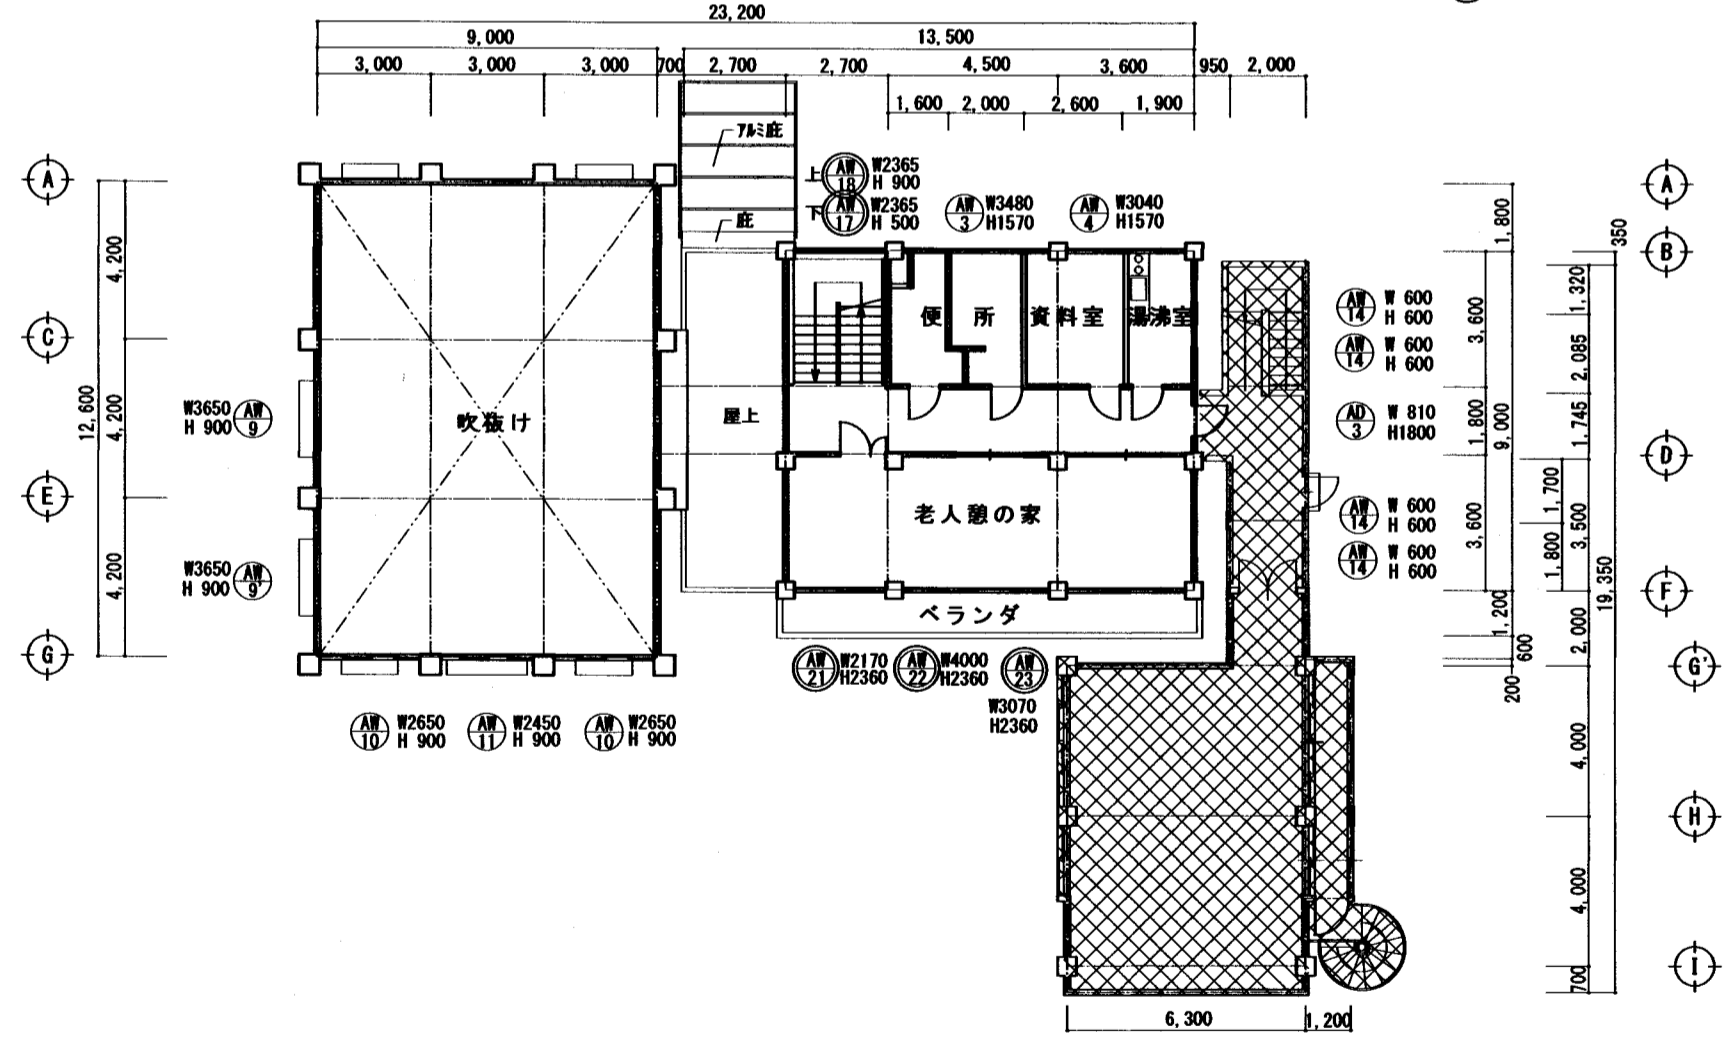 23,200
9,000
13,500
3,000
3,000
3,000
700
2,700
2,700
4,500
3,600
950
2,000
1,600
2,000
2,600
1,900
アルミ庇
庇
上
AW
18
W2365
H 900
下
AW
17
W2365
H 500
AW
3
W3480
H1570
AW
4
W3040
H1570
A
C
E
G
4,200
4,200
4,200
12,600
W3650
H 900
AW
9
W3650
H 900
AW
9'
吹抜け
屋上
便所
資料室
湯沸室
老人憩の家
ベランダ
AW
21
W2170
H2360
AW
22
W4000
H2360
AW
23
W3070
H2360
AW
10
W2650
H 900
AW
11
W2450
H 900
AW
10
W2650
H 900
AW
14
W 600
H 600
AW
14
W 600
H 600
AD
3
W 810
H1800
AW
14
W 600
H 600
AW
14
W 600
H 600
3,600
1,800
3,600
1,200
1,800
9,000
600
200
1,700
1,800
350
1,320
2,085
1,745
3,500
2,000
4,000
4,000
700
19,350
A
B
D
F
G'
H
I
6,300
1,200